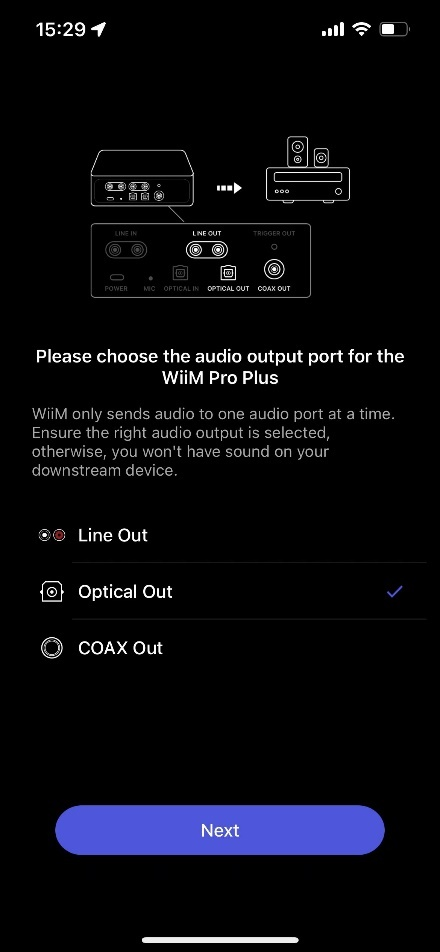 15:29
LINE IN
LINE OUT
TRIGGER OUT
POWER
MIC
OPTICAL IN
OPTICAL OUT
COAX OUT
Please choose the audio output port for the
WiiM Pro Plus
WiiM only sends audio to one audio port at a time.
Ensure the right audio output is selected,
otherwise, you won't have sound on your
downstream device.
Line Out
Optical Out
COAX Out
Next